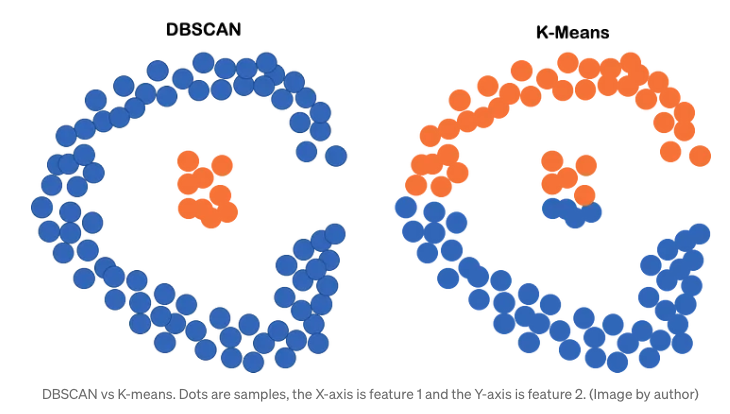 DBSCAN
K-Means
DBSCAN vs K-means. Dots are samples, the X-axis is feature 1 and the Y-axis is feature 2. (Image by author)